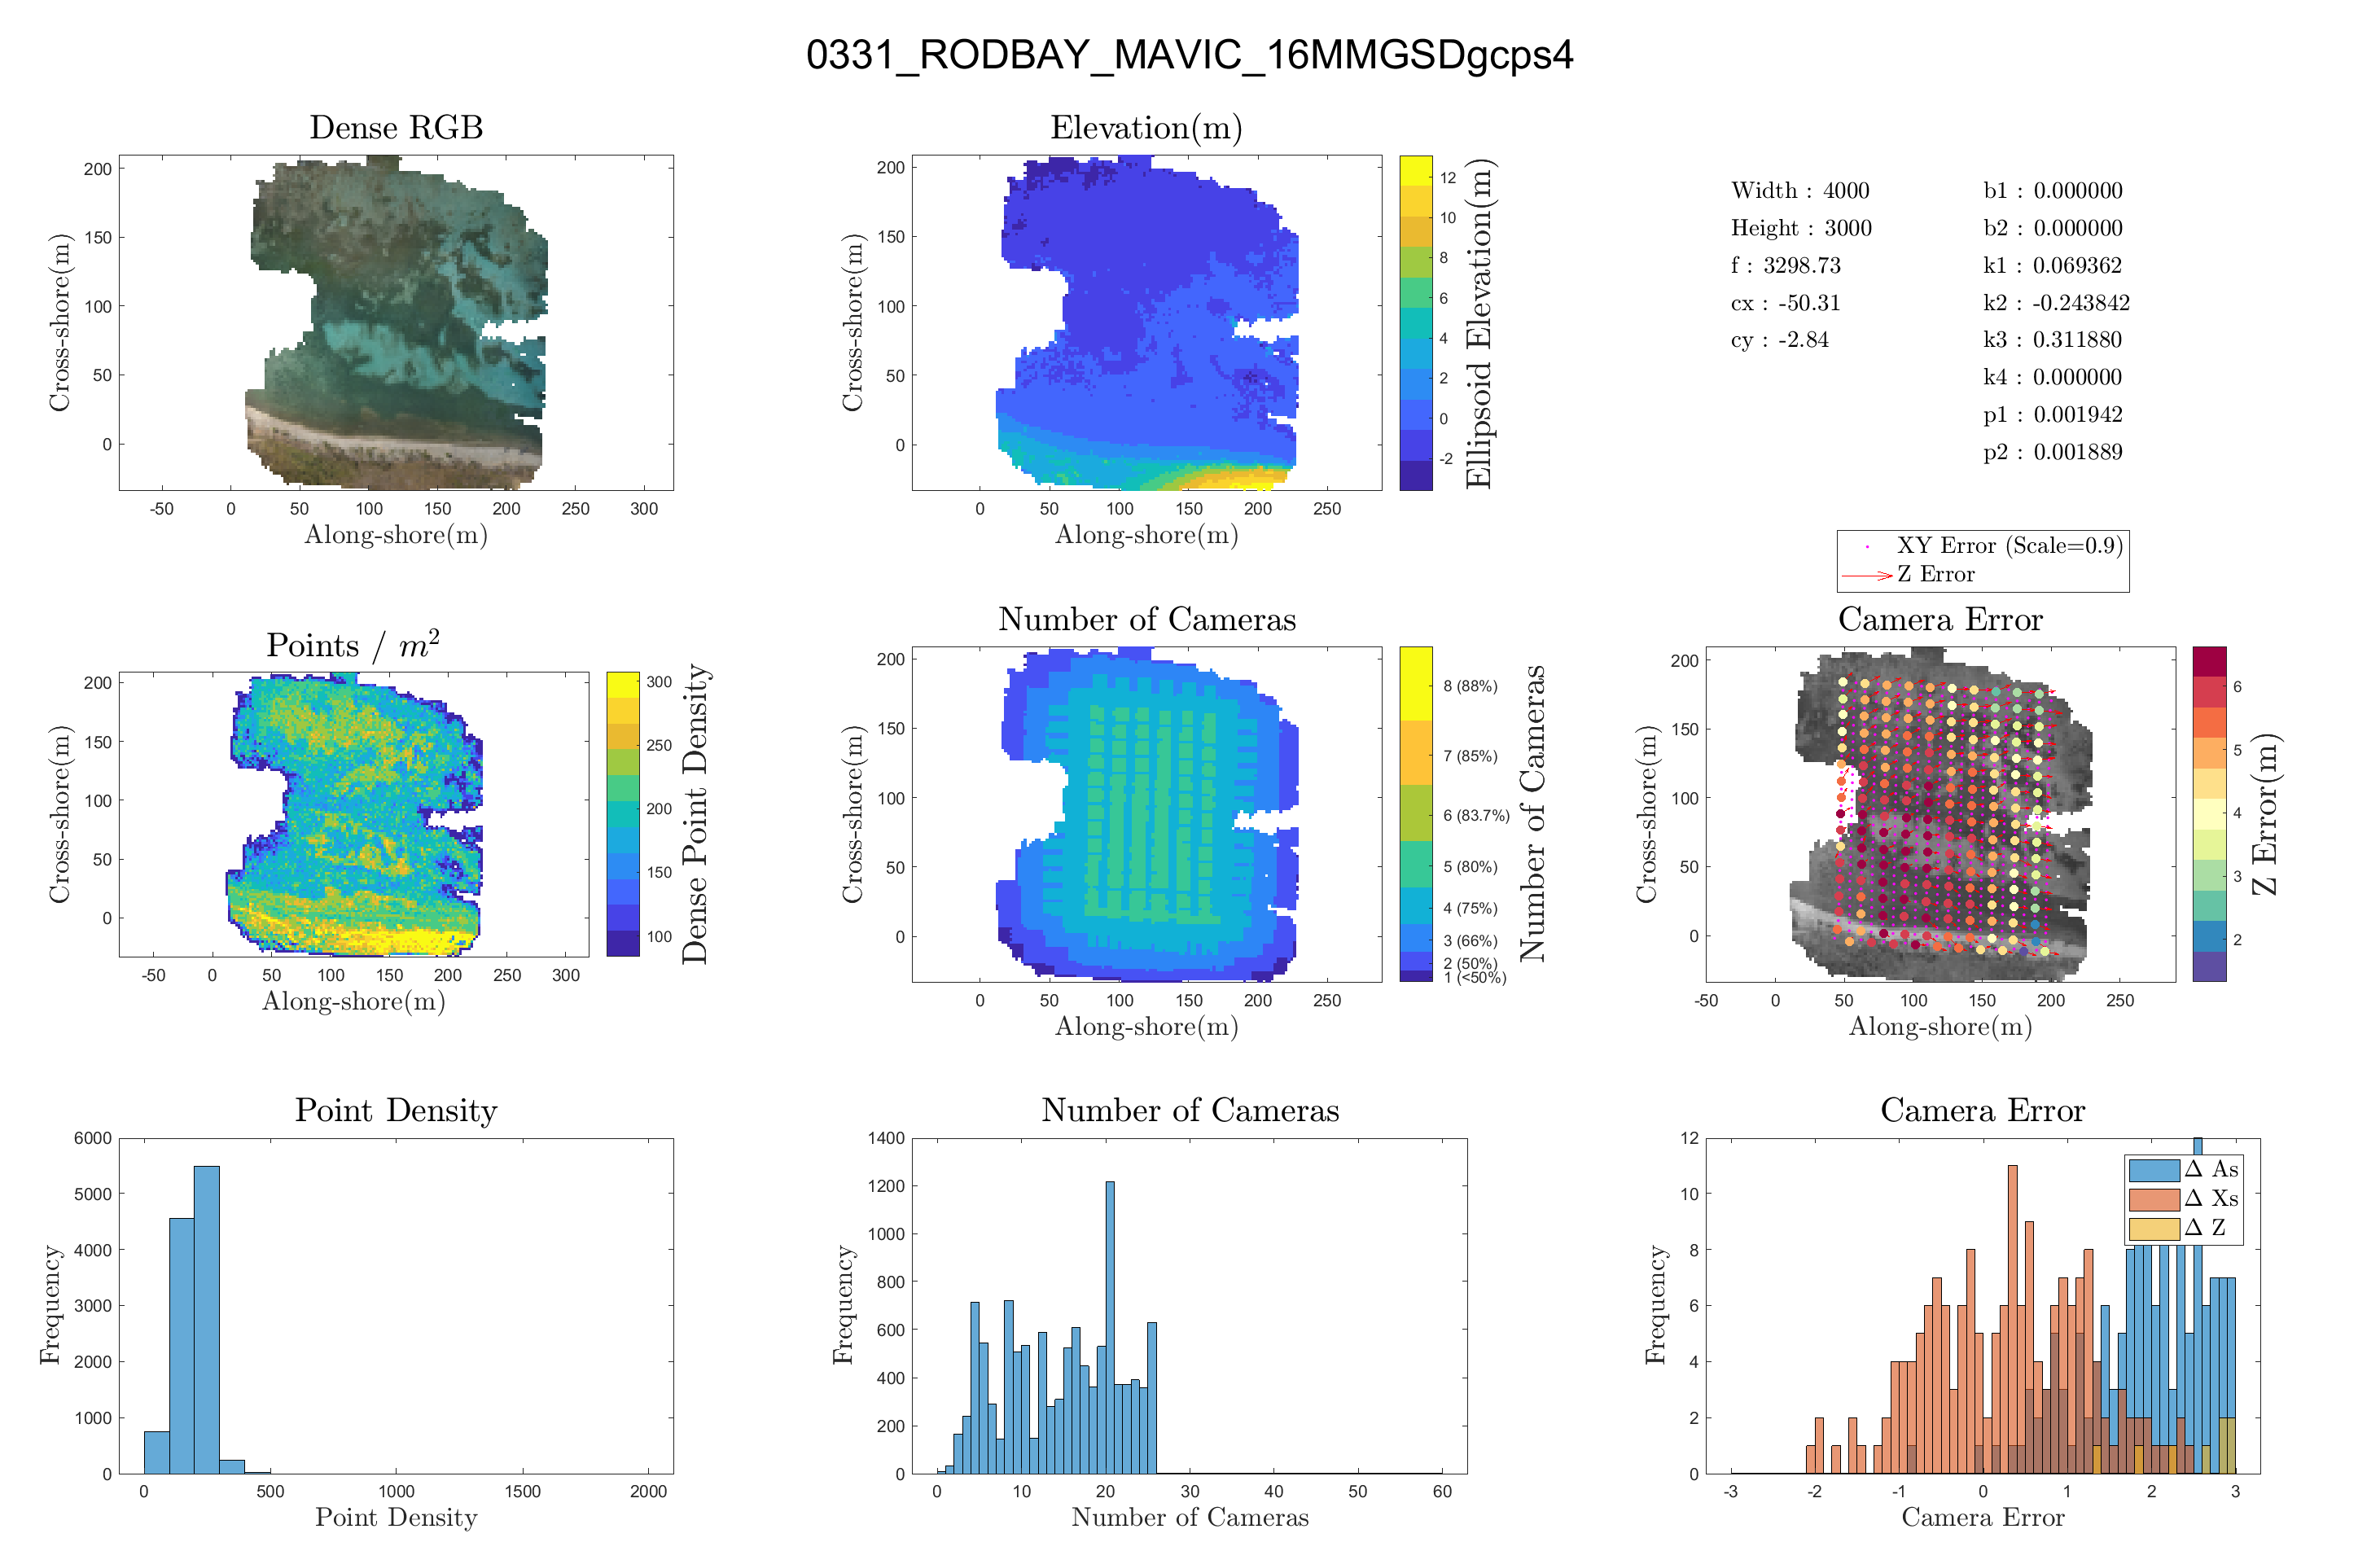 0331_RODBAY_MAVIC_16MMGSDgcps4
Dense RGB
200
150
100
50
0
Cross-shore(m)
-50 0 50 100 150 200 250 300
Along-shore(m)
Elevation(m)
200
150
100
50
0
Cross-shore(m)
0 50 100 150 200 250
Along-shore(m)
12
10
8
6
4
2
0
-2
Ellipsoid Elevation(m)
Width : 4000
Height : 3000
f : 3298.73
cx : -50.31
cy : -2.84
b1 : 0.000000
b2 : 0.000000
k1 : 0.069362
k2 : -0.243842
k3 : 0.311880
k4 : 0.000000
p1 : 0.001942
p2 : 0.001889
Points / m²
200
150
100
50
0
Cross-shore(m)
-50 0 50 100 150 200 250 300
Along-shore(m)
300
250
200
150
100
Dense Point Density
Number of Cameras
200
150
100
50
0
Cross-shore(m)
0 50 100 150 200 250
Along-shore(m)
8 (88%)
7 (85%)
6 (83.7%)
5 (80%)
4 (75%)
3 (66%)
2 (50%)
1 (<50%)
Number of Cameras
XY Error (Scale=0.9)
Z Error
Camera Error
200
150
100
50
0
Cross-shore(m)
-50 0 50 100 150 200 250
Along-shore(m)
6
5
4
3
2
Z Error(m)
Point Density
6000
5000
4000
3000
2000
1000
0
Frequency
0 500 1000 1500 2000
Point Density
Number of Cameras
1400
1200
1000
800
600
400
200
0
Frequency
0 10 20 30 40 50 60
Number of Cameras
Camera Error
12
10
8
6
4
2
0
Frequency
Δ As
Δ Xs
Δ Z
-3 -2 -1 0 1 2 3
Camera Error